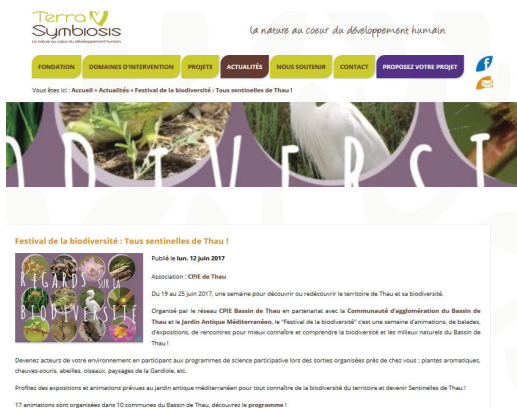 Terra
Symbiosis
La nature au coeur du développement humain
la nature au coeur du développement humain
FONDATION DOMAINES D'INTERVENTION PROJETS ACTUALITÉS NOUS SOUTENIR CONTACT PROPOSEZ VOTRE PROJET
Vous êtes ici : Accueil » Actualités » Festival de la biodiversité : Tous sentinelles de Thau !
Festival de la biodiversité : Tous sentinelles de Thau !
Publié le lun. 12 juin 2017
Association : CPIE de Thau
Du 19 au 25 juin 2017, une semaine pour découvrir ou redécouvrir le territoire de Thau et sa biodiversité.
REGARDS SUR LA
BIODIVERSITÉ
Organisé par le réseau CPIE Bassin de Thau en partenariat avec la Communauté d'agglomération du Bassin de
Thau et le Jardin Antique Méditerranéen, le "Festival de la biodiversité" c'est une semaine d'animations, de balades,
d'expositions, de rencontres pour mieux connaître et comprendre la biodiversité et les milieux naturels du Bassin de
Thau !
Devenez acteurs de votre environnement en participant aux programmes de science participative lors des sorties organisées près de chez vous : plantes aromatiques,
chauves-souris, abeilles, oiseaux, paysages de la Gardiole, etc.
Profitez des expositions et animations prévues au jardin antique méditerranéen pour tout connaître de la biodiversité du territoire et devenir Sentinelles de Thau !
17 animations sont organisées dans 10 communes du Bassin de Thau, découvrez le programme !